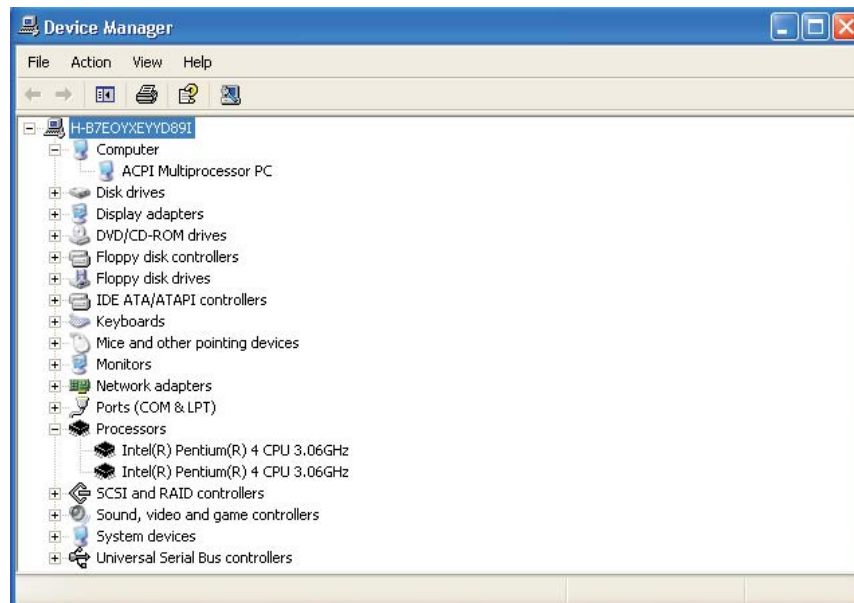 Device Manager
File Action View Help
H-B7EOYXEYYD89I
Computer
ACPI Multiprocessor PC
Disk drives
Display adapters
DVD/CD-ROM drives
Floppy disk controllers
Floppy disk drives
IDE ATA/ATAPI controllers
Keyboards
Mice and other pointing devices
Monitors
Network adapters
Ports (COM & LPT)
Processors
Intel(R) Pentium(R) 4 CPU 3.06GHz
Intel(R) Pentium(R) 4 CPU 3.06GHz
SCSI and RAID controllers
Sound, video and game controllers
System devices
Universal Serial Bus controllers